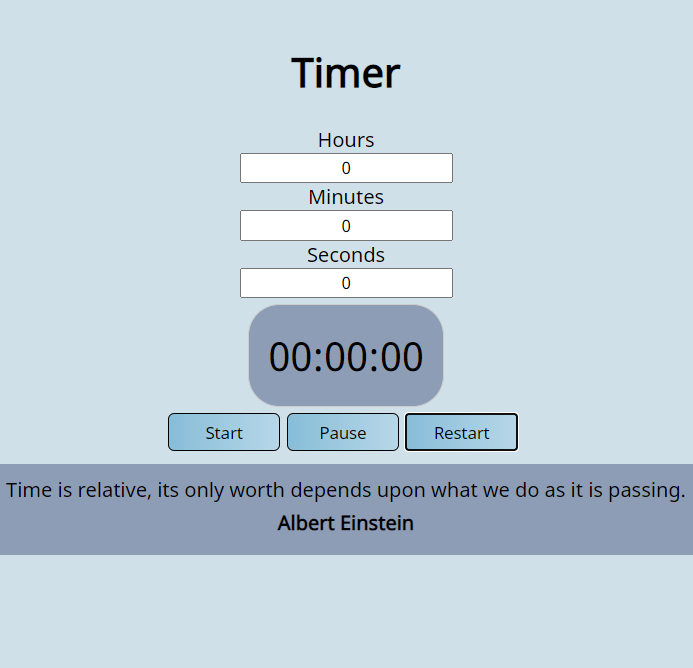 Timer
Hours
0
Minutes
0
Seconds
0
00:00:00
Start Pause Restart
Time is relative, its only worth depends upon what we do as it is passing.
Albert Einstein